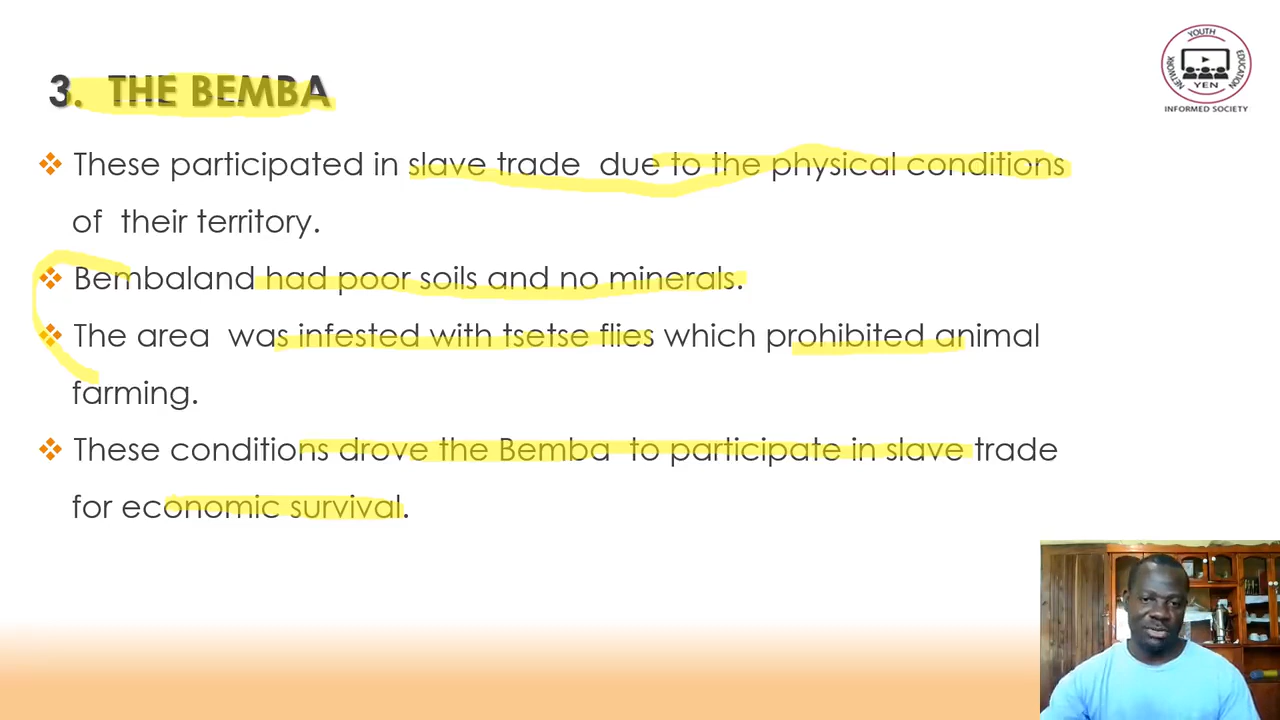 3. THE BEMBA
YOUTH
EDUCATION
NETWORK
YEN
INFORMED SOCIETY
❖ These participated in slave trade due to the physical conditions
of their territory.
❖ Bembaland had poor soils and no minerals.
❖ The area was infested with tsetse flies which prohibited animal
farming.
❖ These conditions drove the Bemba to participate in slave trade
for economic survival.